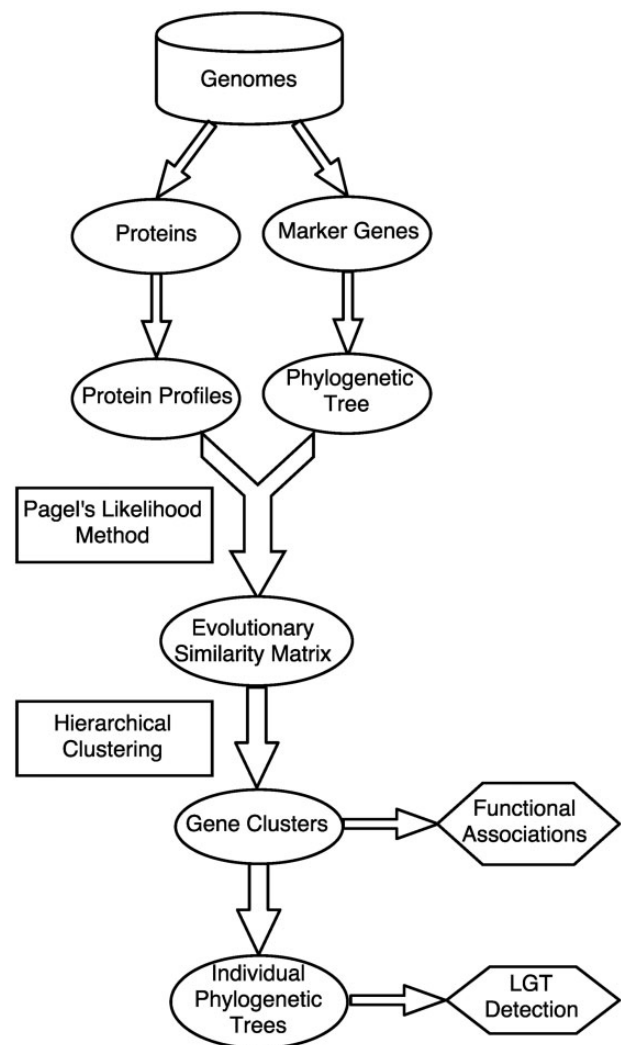 Genomes
Proteins
Marker Genes
Protein Profiles
Phylogenetic
Tree
Pagel's Likelihood
Method
Evolutionary
Similarity Matrix
Hierarchical
Clustering
Gene Clusters
Functional
Associations
Individual
Phylogenetic
Trees
LGT
Detection